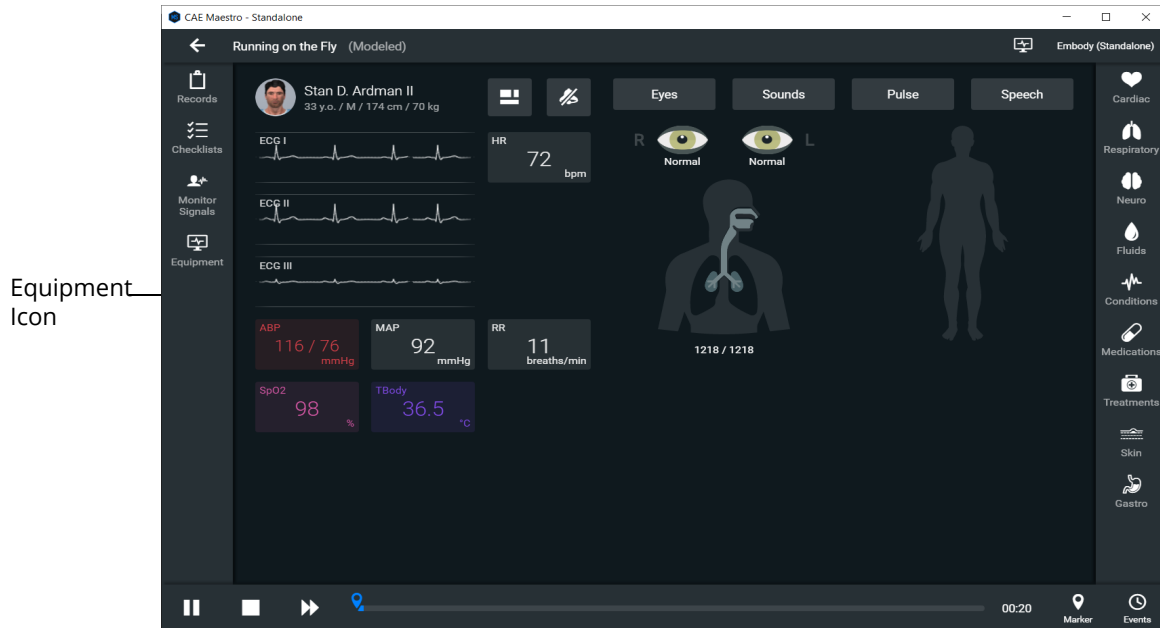 CAE Maestro - Standalone
Running on the Fly (Modeled)
Embody (Standalone)
Records
Checklists
Monitor
Signals
Equipment
Equipment
Icon
Stan D. Ardman II
33 y.o. / M / 174 cm / 70 kg
ECG I
HR
72
bpm
ECG II
ECG III
ABP
116 / 76
mmHg
MAP
92
mmHg
RR
11
breaths/min
SpO2
98
%
TBody
36.5
°C
Eyes
Sounds
Pulse
Speech
R
L
Normal
Normal
1218 / 1218
Cardiac
Respiratory
Neuro
Fluids
Conditions
Medications
Treatments
Skin
Gastro
00:20
Marker
Events